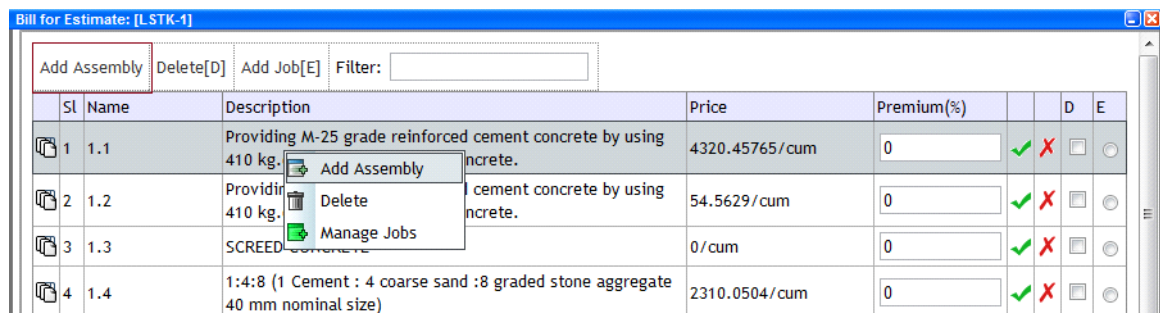 Bill for Estimate: [LSTK-1]
Add Assembly Delete[D] Add Job[E] Filter:
Sl Name Description Price Premium(%) D E
1 1.1 Providing M-25 grade reinforced cement concrete by using 4320.45765/cum 0
410 kg. ncrete.
Add Assembly
2 1.2 Providin cement concrete by using 54.5629/cum 0
Delete
410 kg. ncrete.
Manage Jobs
3 1.3 SCREED CONCRETE 0/cum 0
4 1.4 1:4:8 (1 Cement : 4 coarse sand :8 graded stone aggregate 2310.0504/cum 0
40 mm nominal size)